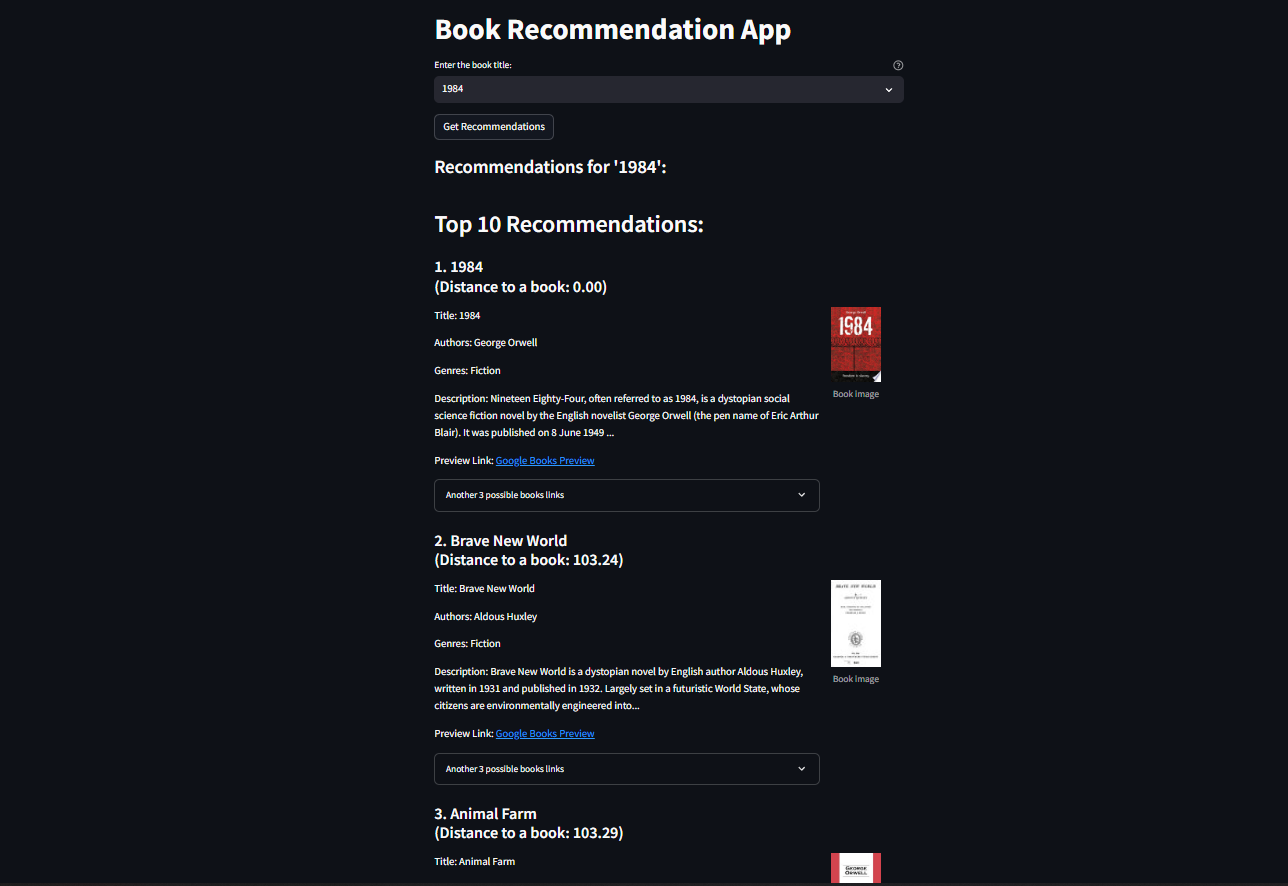 Book Recommendation App
Enter the book title:
1984
Get Recommendations
Recommendations for '1984':
Top 10 Recommendations:
1. 1984
(Distance to a book: 0.00)
Title: 1984
Authors: George Orwell
Genres: Fiction
Description: Nineteen Eighty-Four, often referred to as 1984, is a dystopian social
science fiction novel by the English novelist George Orwell (the pen name of Eric Arthur
Blair). It was published on 8 June 1949 ...
Preview Link: Google Books Preview
George Orwell
1984
Book Image
Another 3 possible books links
2. Brave New World
(Distance to a book: 103.24)
Title: Brave New World
Authors: Aldous Huxley
Genres: Fiction
Description: Brave New World is a dystopian novel by English author Aldous Huxley,
written in 1931 and published in 1932. Largely set in a futuristic World State, whose
citizens are environmentally engineered into...
Preview Link: Google Books Preview
BRAVE NEW WORLD
Book Image
Another 3 possible books links
3. Animal Farm
(Distance to a book: 103.29)
Title: Animal Farm
GEORGE
ORWELL